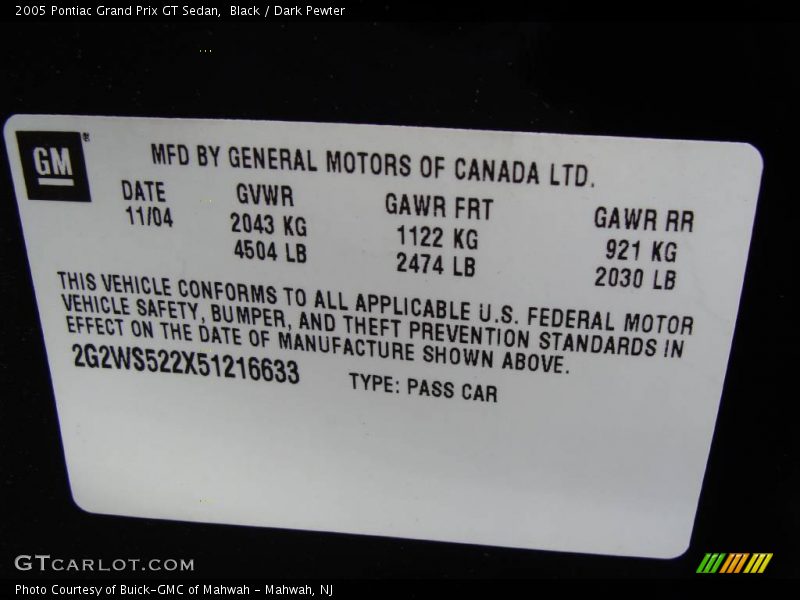 2005 Pontiac Grand Prix GT Sedan, Black / Dark Pewter
GM®
MFD BY GENERAL MOTORS OF CANADA LTD.
DATE GVWR GAWR FRT GAWR RR
11/04 2043 KG 1122 KG 921 KG
4504 LB 2474 LB 2030 LB
THIS VEHICLE CONFORMS TO ALL APPLICABLE U.S. FEDERAL MOTOR
VEHICLE SAFETY, BUMPER, AND THEFT PREVENTION STANDARDS IN
EFFECT ON THE DATE OF MANUFACTURE SHOWN ABOVE.
2G2WS522X51216633 TYPE: PASS CAR
GTCARLOT.COM
Photo Courtesy of Buick-GMC of Mahwah - Mahwah, NJ